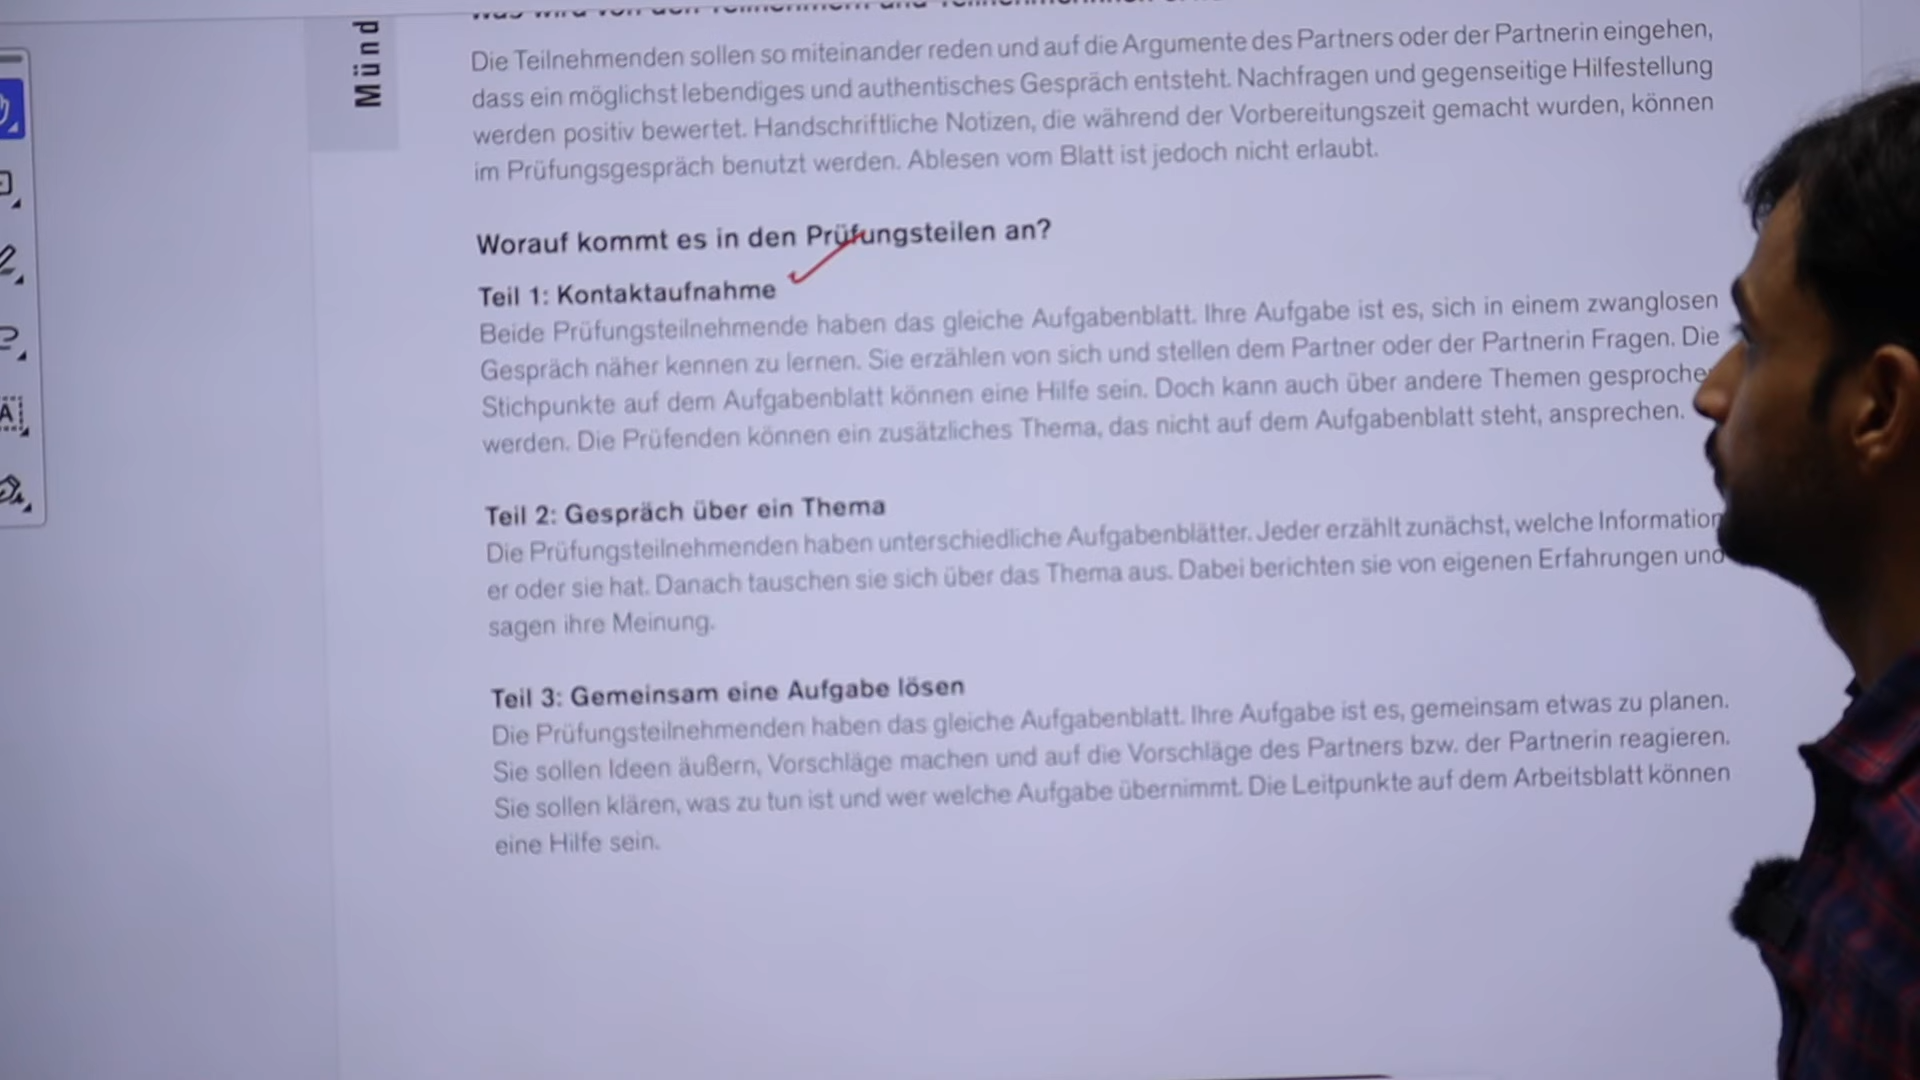 Münd
Die Teilnehmenden sollen so miteinander reden und auf die Argumente des Partners oder der Partnerin eingehen,
dass ein möglichst lebendiges und authentisches Gespräch entsteht. Nachfragen und gegenseitige Hilfestellung
werden positiv bewertet. Handschriftliche Notizen, die während der Vorbereitungszeit gemacht wurden, können
im Prüfungsgespräch benutzt werden. Ablesen vom Blatt ist jedoch nicht erlaubt.
Worauf kommt es in den Prüfungsteilen an?
Teil 1: Kontaktaufnahme
Beide Prüfungsteilnehmende haben das gleiche Aufgabenblatt. Ihre Aufgabe ist es, sich in einem zwanglosen
Gespräch näher kennen zu lernen. Sie erzählen von sich und stellen dem Partner oder der Partnerin Fragen. Die
Stichpunkte auf dem Aufgabenblatt können eine Hilfe sein. Doch kann auch über andere Themen gesproche
werden. Die Prüfenden können ein zusätzliches Thema, das nicht auf dem Aufgabenblatt steht, ansprechen.
Teil 2: Gespräch über ein Thema
Die Prüfungsteilnehmenden haben unterschiedliche Aufgabenblätter. Jeder erzählt zunächst, welche Information
er oder sie hat. Danach tauschen sie sich über das Thema aus. Dabei berichten sie von eigenen Erfahrungen und
sagen ihre Meinung.
Teil 3: Gemeinsam eine Aufgabe lösen
Die Prüfungsteilnehmenden haben das gleiche Aufgabenblatt. Ihre Aufgabe ist es, gemeinsam etwas zu planen.
Sie sollen Ideen äußern, Vorschläge machen und auf die Vorschläge des Partners bzw. der Partnerin reagieren.
Sie sollen klären, was zu tun ist und wer welche Aufgabe übernimmt. Die Leitpunkte auf dem Arbeitsblatt können
eine Hilfe sein.